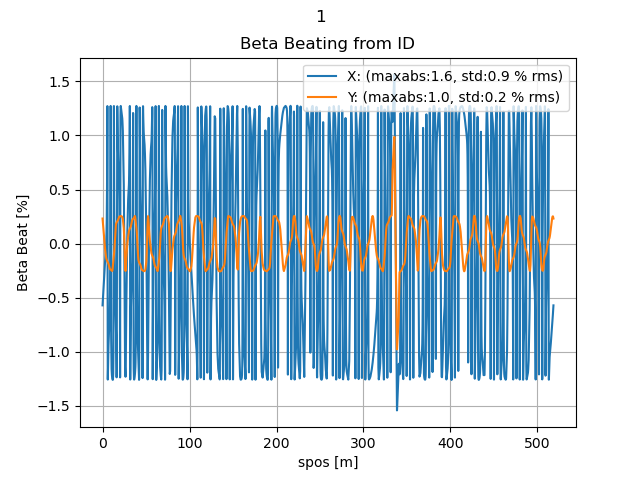 1
Beta Beating from ID
X: (maxabs:1.6, std:0.9 % rms)
Y: (maxabs:1.0, std:0.2 % rms)
Beta Beat [%]
1.5
1.0
0.5
0.0
−0.5
−1.0
−1.5
0 100 200 300 400 500
spos [m]